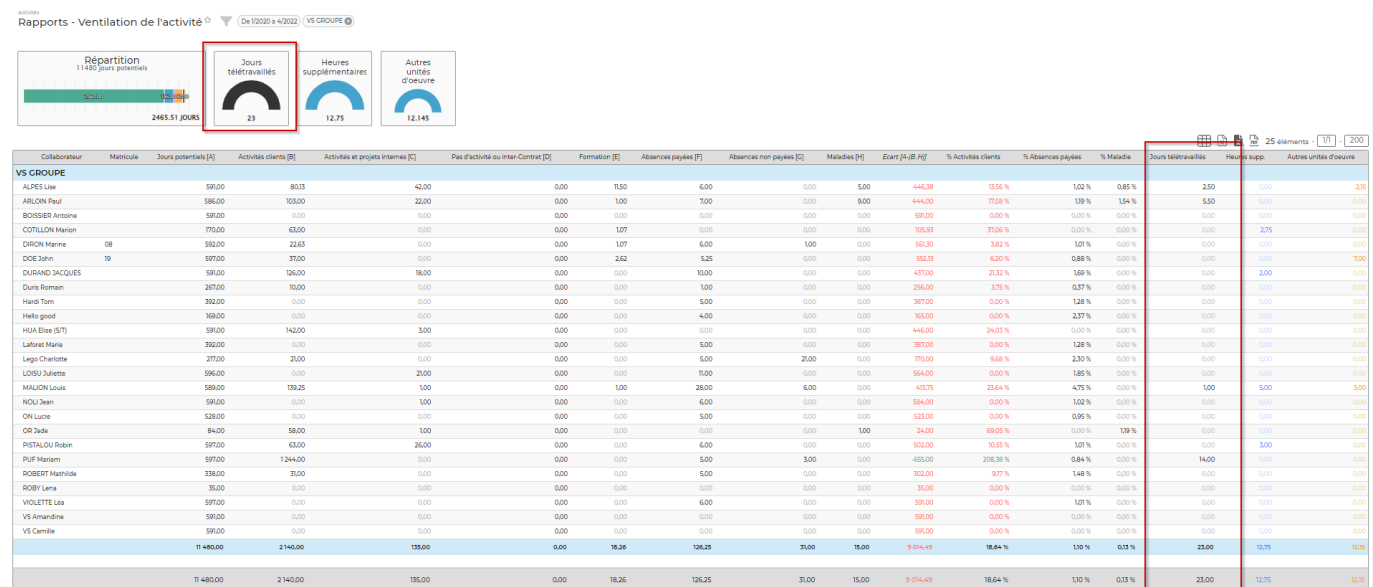 Activités
Rapports - Ventilation de l'activité De 1/2020 à 4/2022 VS GROUPE
Répartition
11480 jours potentiels
2465.51 JOURS
Jours
télétravaillés
23
Heures
supplémentaires
12.75
Autres
unités
d'oeuvre
12.145
25 éléments - 1/1 - 200
Collaborateur Matricule Jours potentiels [A] Activités clients [B] Activités et projets internes [C] Pas d'activité ou inter-Contrat [D] Formation [E] Absences payées [F] Absences non payées [G] Maladies [H] Ecart [A-(B..H)] % Activités clients % Absences payées % Maladie Jours télétravaillés Heures supp. Autres unités d'oeuvre
VS GROUPE
ALPES Lise 591,00 80,13 42,00 0,00 11,50 6,00 0,00 5,00 446,38 13,56 % 1,02 % 0,85 % 2,50 0,00 2,15
ARLOIN Paul 586,00 103,00 22,00 0,00 1,00 7,00 0,00 9,00 444,00 17,58 % 1,19 % 1,54 % 5,50 0,00 0,00
BOISSIER Antoine 591,00 0,00 0,00 0,00 0,00 0,00 0,00 0,00 591,00 0,00 % 0,00 % 0,00 % 0,00 0,00 0,00
COTILLON Marion 170,00 63,00 0,00 0,00 1,07 0,00 0,00 0,00 105,93 37,06 % 0,00 % 0,00 % 0,00 2,75 0,00
DIRON Marine 08 592,00 22,63 0,00 0,00 1,07 6,00 1,00 0,00 561,30 3,82 % 1,01 % 0,00 % 0,00 0,00 0,00
DOE John 19 597,00 37,00 0,00 0,00 2,62 5,25 0,00 0,00 552,13 6,20 % 0,88 % 0,00 % 0,00 0,00 7,00
DURAND JACQUES 591,00 126,00 18,00 0,00 0,00 10,00 0,00 0,00 437,00 21,32 % 1,69 % 0,00 % 0,00 2,00 0,00
Duris Romain 267,00 10,00 0,00 0,00 0,00 1,00 0,00 0,00 256,00 3,75 % 0,37 % 0,00 % 0,00 0,00 0,00
Hardi Tom 392,00 0,00 0,00 0,00 0,00 5,00 0,00 0,00 387,00 0,00 % 1,28 % 0,00 % 0,00 0,00 0,00
Hello good 169,00 0,00 0,00 0,00 0,00 4,00 0,00 0,00 165,00 0,00 % 2,37 % 0,00 % 0,00 0,00 0,00
HUA Elise (S/T) 591,00 142,00 3,00 0,00 0,00 0,00 0,00 0,00 446,00 24,03 % 0,00 % 0,00 % 0,00 0,00 0,00
Laforet Marie 392,00 0,00 0,00 0,00 0,00 5,00 0,00 0,00 387,00 0,00 % 1,28 % 0,00 % 0,00 0,00 0,00
Lego Charlotte 217,00 21,00 0,00 0,00 0,00 5,00 21,00 0,00 170,00 9,68 % 2,30 % 0,00 % 0,00 0,00 0,00
LOISU Juliette 596,00 0,00 21,00 0,00 0,00 11,00 0,00 0,00 564,00 0,00 % 1,85 % 0,00 % 0,00 0,00 0,00
MALION Louis 589,00 139,25 1,00 0,00 1,00 28,00 6,00 0,00 413,75 23,64 % 4,75 % 0,00 % 1,00 5,00 3,00
NOLI Jean 591,00 0,00 1,00 0,00 0,00 6,00 0,00 0,00 584,00 0,00 % 1,02 % 0,00 % 0,00 0,00 0,00
ON Lucie 528,00 0,00 0,00 0,00 0,00 5,00 0,00 0,00 523,00 0,00 % 0,95 % 0,00 % 0,00 0,00 0,00
OR Jade 84,00 58,00 1,00 0,00 0,00 0,00 0,00 1,00 24,00 69,05 % 0,00 % 1,19 % 0,00 0,00 0,00
PISTALOU Robin 597,00 63,00 26,00 0,00 0,00 6,00 0,00 0,00 502,00 10,55 % 1,01 % 0,00 % 0,00 3,00 0,00
PUF Mariam 597,00 1 244,00 0,00 0,00 0,00 5,00 3,00 0,00 -655,00 208,38 % 0,84 % 0,00 % 14,00 0,00 0,00
ROBERT Mathilde 338,00 31,00 0,00 0,00 0,00 5,00 0,00 0,00 302,00 9,17 % 1,48 % 0,00 % 0,00 0,00 0,00
ROBY Lena 35,00 0,00 0,00 0,00 0,00 0,00 0,00 0,00 35,00 0,00 % 0,00 % 0,00 % 0,00 0,00 0,00
VIOLETTE Léa 597,00 0,00 0,00 0,00 0,00 6,00 0,00 0,00 591,00 0,00 % 1,01 % 0,00 % 0,00 0,00 0,00
VS Amandine 591,00 0,00 0,00 0,00 0,00 0,00 0,00 0,00 591,00 0,00 % 0,00 % 0,00 % 0,00 0,00 0,00
VS Camille 591,00 0,00 0,00 0,00 0,00 0,00 0,00 0,00 591,00 0,00 % 0,00 % 0,00 % 0,00 0,00 0,00
11 480,00 2 140,00 135,00 0,00 18,26 126,25 31,00 15,00 9 014,49 18,64 % 1,10 % 0,13 % 23,00 12,75 12,15
11 480,00 2 140,00 135,00 0,00 18,26 126,25 31,00 15,00 9 014,49 18,64 % 1,10 % 0,13 % 23,00 12,75 12,15